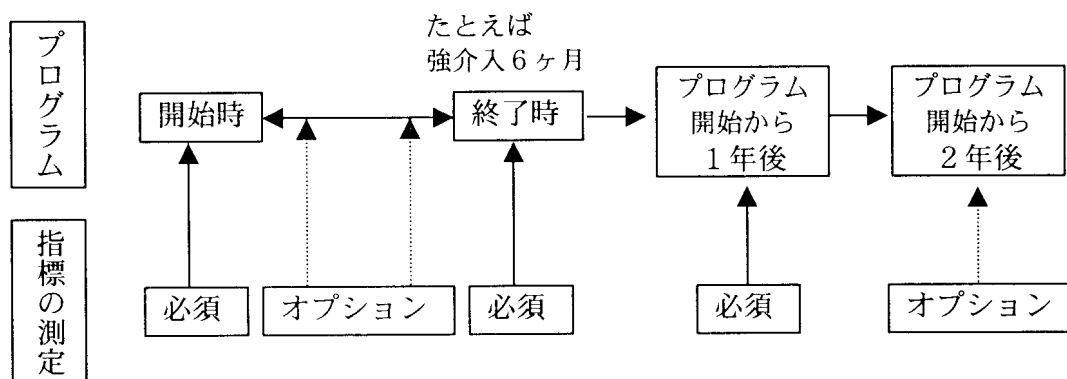 プログラム
たとえば
強介入6ヶ月
開始時
終了時
プログラム
開始から
1年後
プログラム
開始から
2年後
指標の測定
必須
オプション
必須
必須
オプション